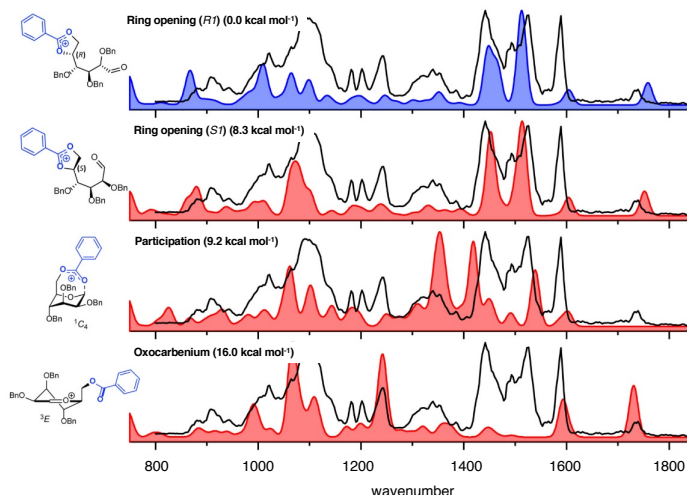 Ring opening (R1) (0.0 kcal mol⁻¹)
O
O
⊕
(R)
OBn
O
BnO
OBn
Ring opening (S1) (8.3 kcal mol⁻¹)
O
O
⊕
(S)
O
BnO
OBn
OBn
Participation (9.2 kcal mol⁻¹)
O
O
⊕
OBn
O
OBn
OBn
¹C₄
Oxocarbenium (16.0 kcal mol⁻¹)
OBn
O
BnO
O
⊕
O
³E
OBn
800 1000 1200 1400 1600 1800
wavenumber